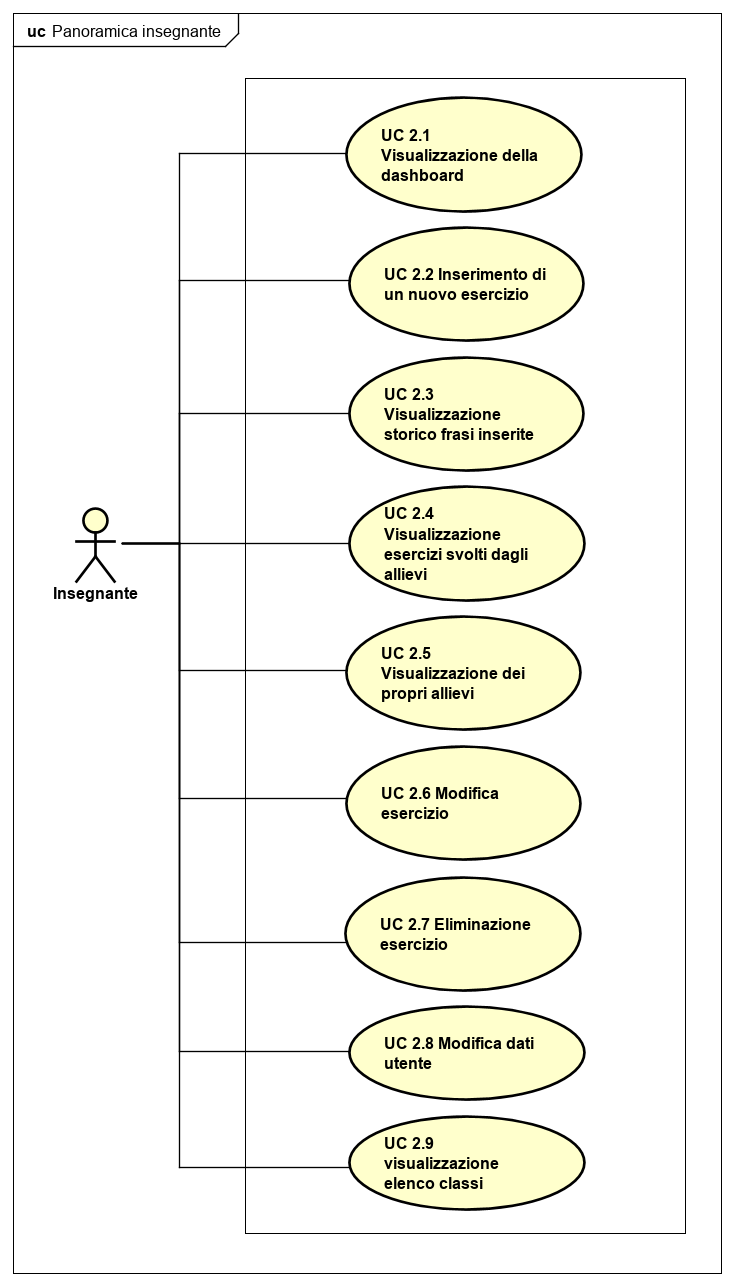 uc Panoramica insegnante
UC 2.1
Visualizzazione della
dashboard
UC 2.2 Inserimento di
un nuovo esercizio
UC 2.3
Visualizzazione
storico frasi inserite
UC 2.4
Visualizzazione
esercizi svolti dagli
allievi
Insegnante
UC 2.5
Visualizzazione dei
propri allievi
UC 2.6 Modifica
esercizio
UC 2.7 Eliminazione
esercizio
UC 2.8 Modifica dati
utente
UC 2.9
visualizzazione
elenco classi